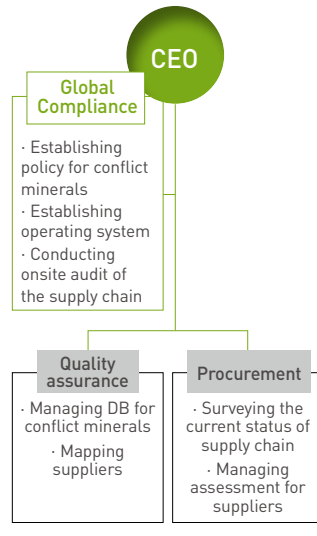 CEO
Global
Compliance
· Establishing
policy for conflict
minerals
· Establishing
operating system
· Conducting
onsite audit of
the supply chain
Quality
assurance
· Managing DB for
conflict minerals
· Mapping
suppliers
Procurement
· Surveying the
current status of
supply chain
· Managing
assessment for
suppliers